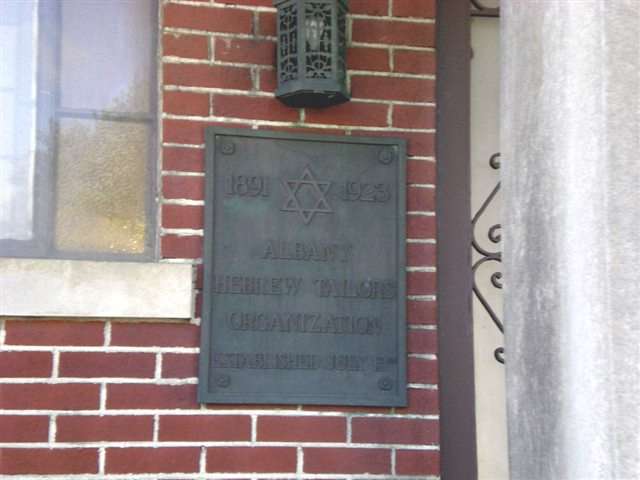 1891 1923
ALBANY
HEBREW TAILORS
ORGANIZATION
ESTABLISHED JULY